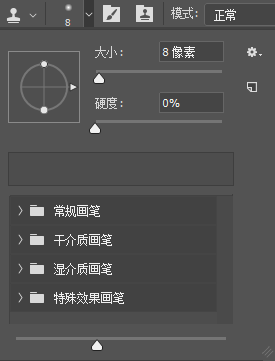 8
模式: 正常
大小: 8 像素
硬度: 0%
常规画笔
干介质画笔
湿介质画笔
特殊效果画笔